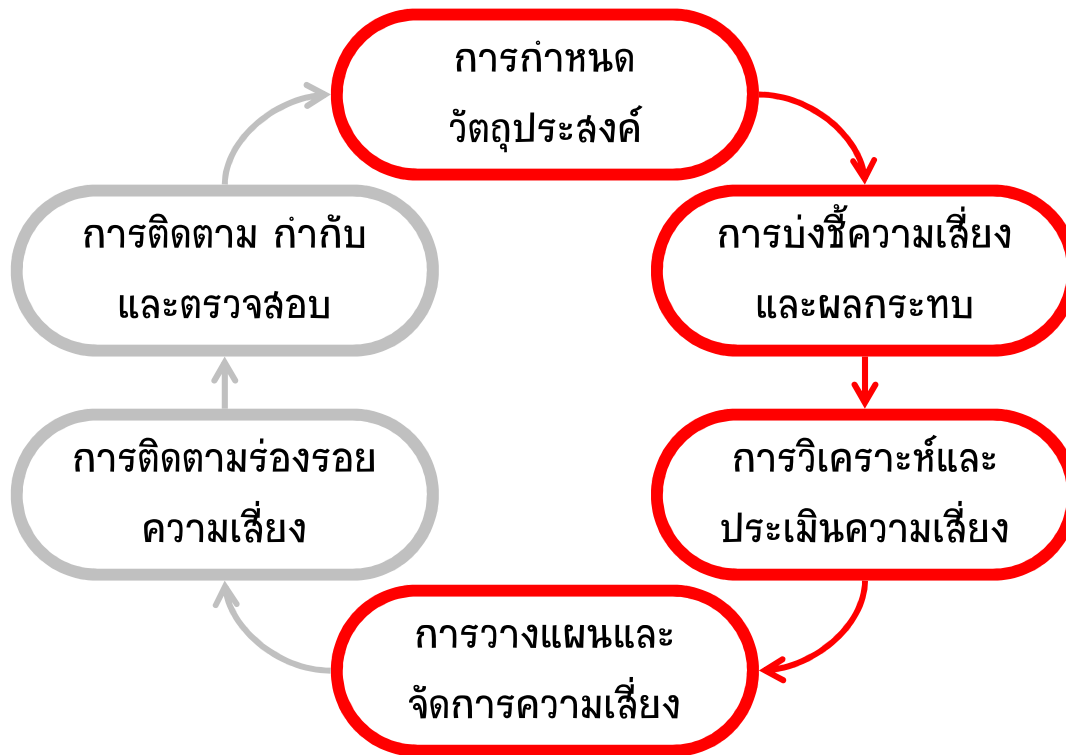 การกำหนด
วัตถุประสงค์
การบ่งชี้ความเสี่ยง
และผลกระทบ
การวิเคราะห์และ
ประเมินความเสี่ยง
การวางแผนและ
จัดการความเสี่ยง
การติดตามร่องรอย
ความเสี่ยง
การติดตาม กำกับ
และตรวจสอบ